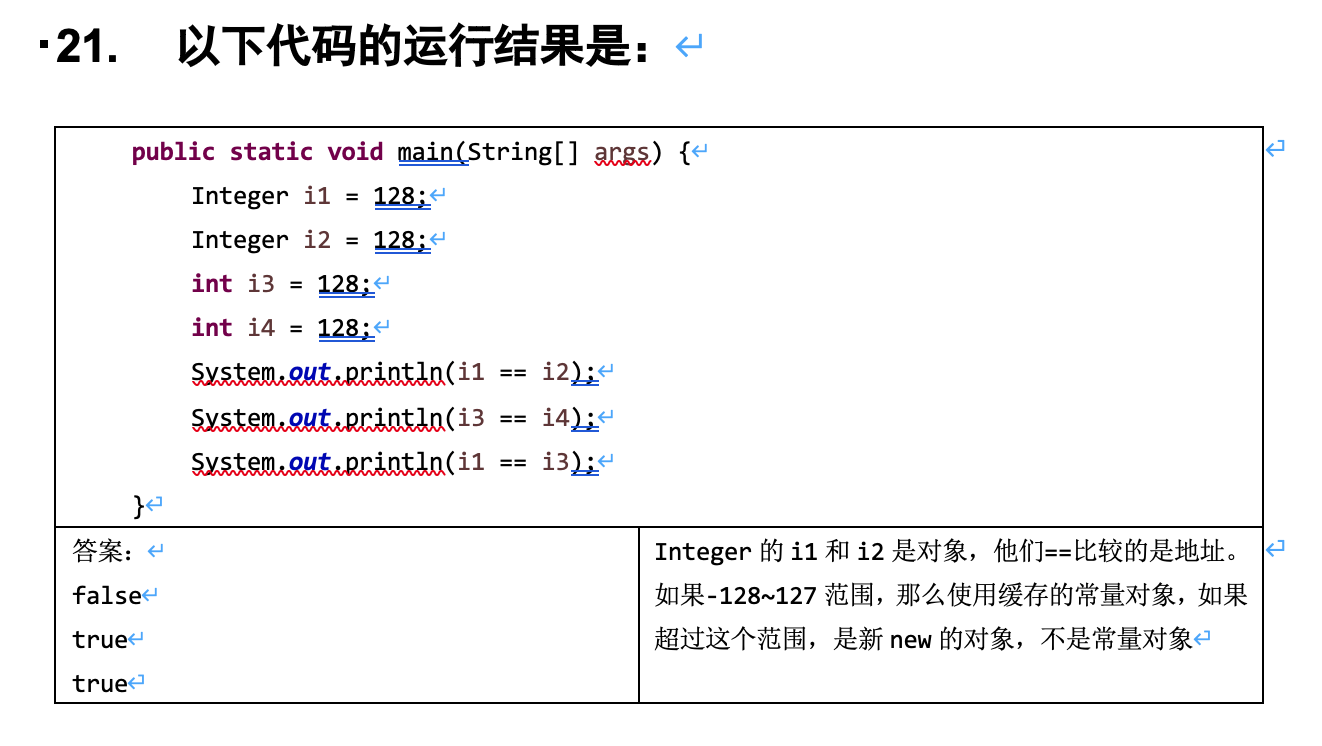 21. 以下代码的运行结果是：
public static void main(String[] args) {
Integer i1 = 128;
Integer i2 = 128;
int i3 = 128;
int i4 = 128;
System.out.println(i1 == i2);
System.out.println(i3 == i4);
System.out.println(i1 == i3);
}
答案：
false
true
true
Integer 的 i1 和 i2 是对象，他们==比较的是地址。
如果-128~127 范围，那么使用缓存的常量对象，如果
超过这个范围，是新 new 的对象，不是常量对象